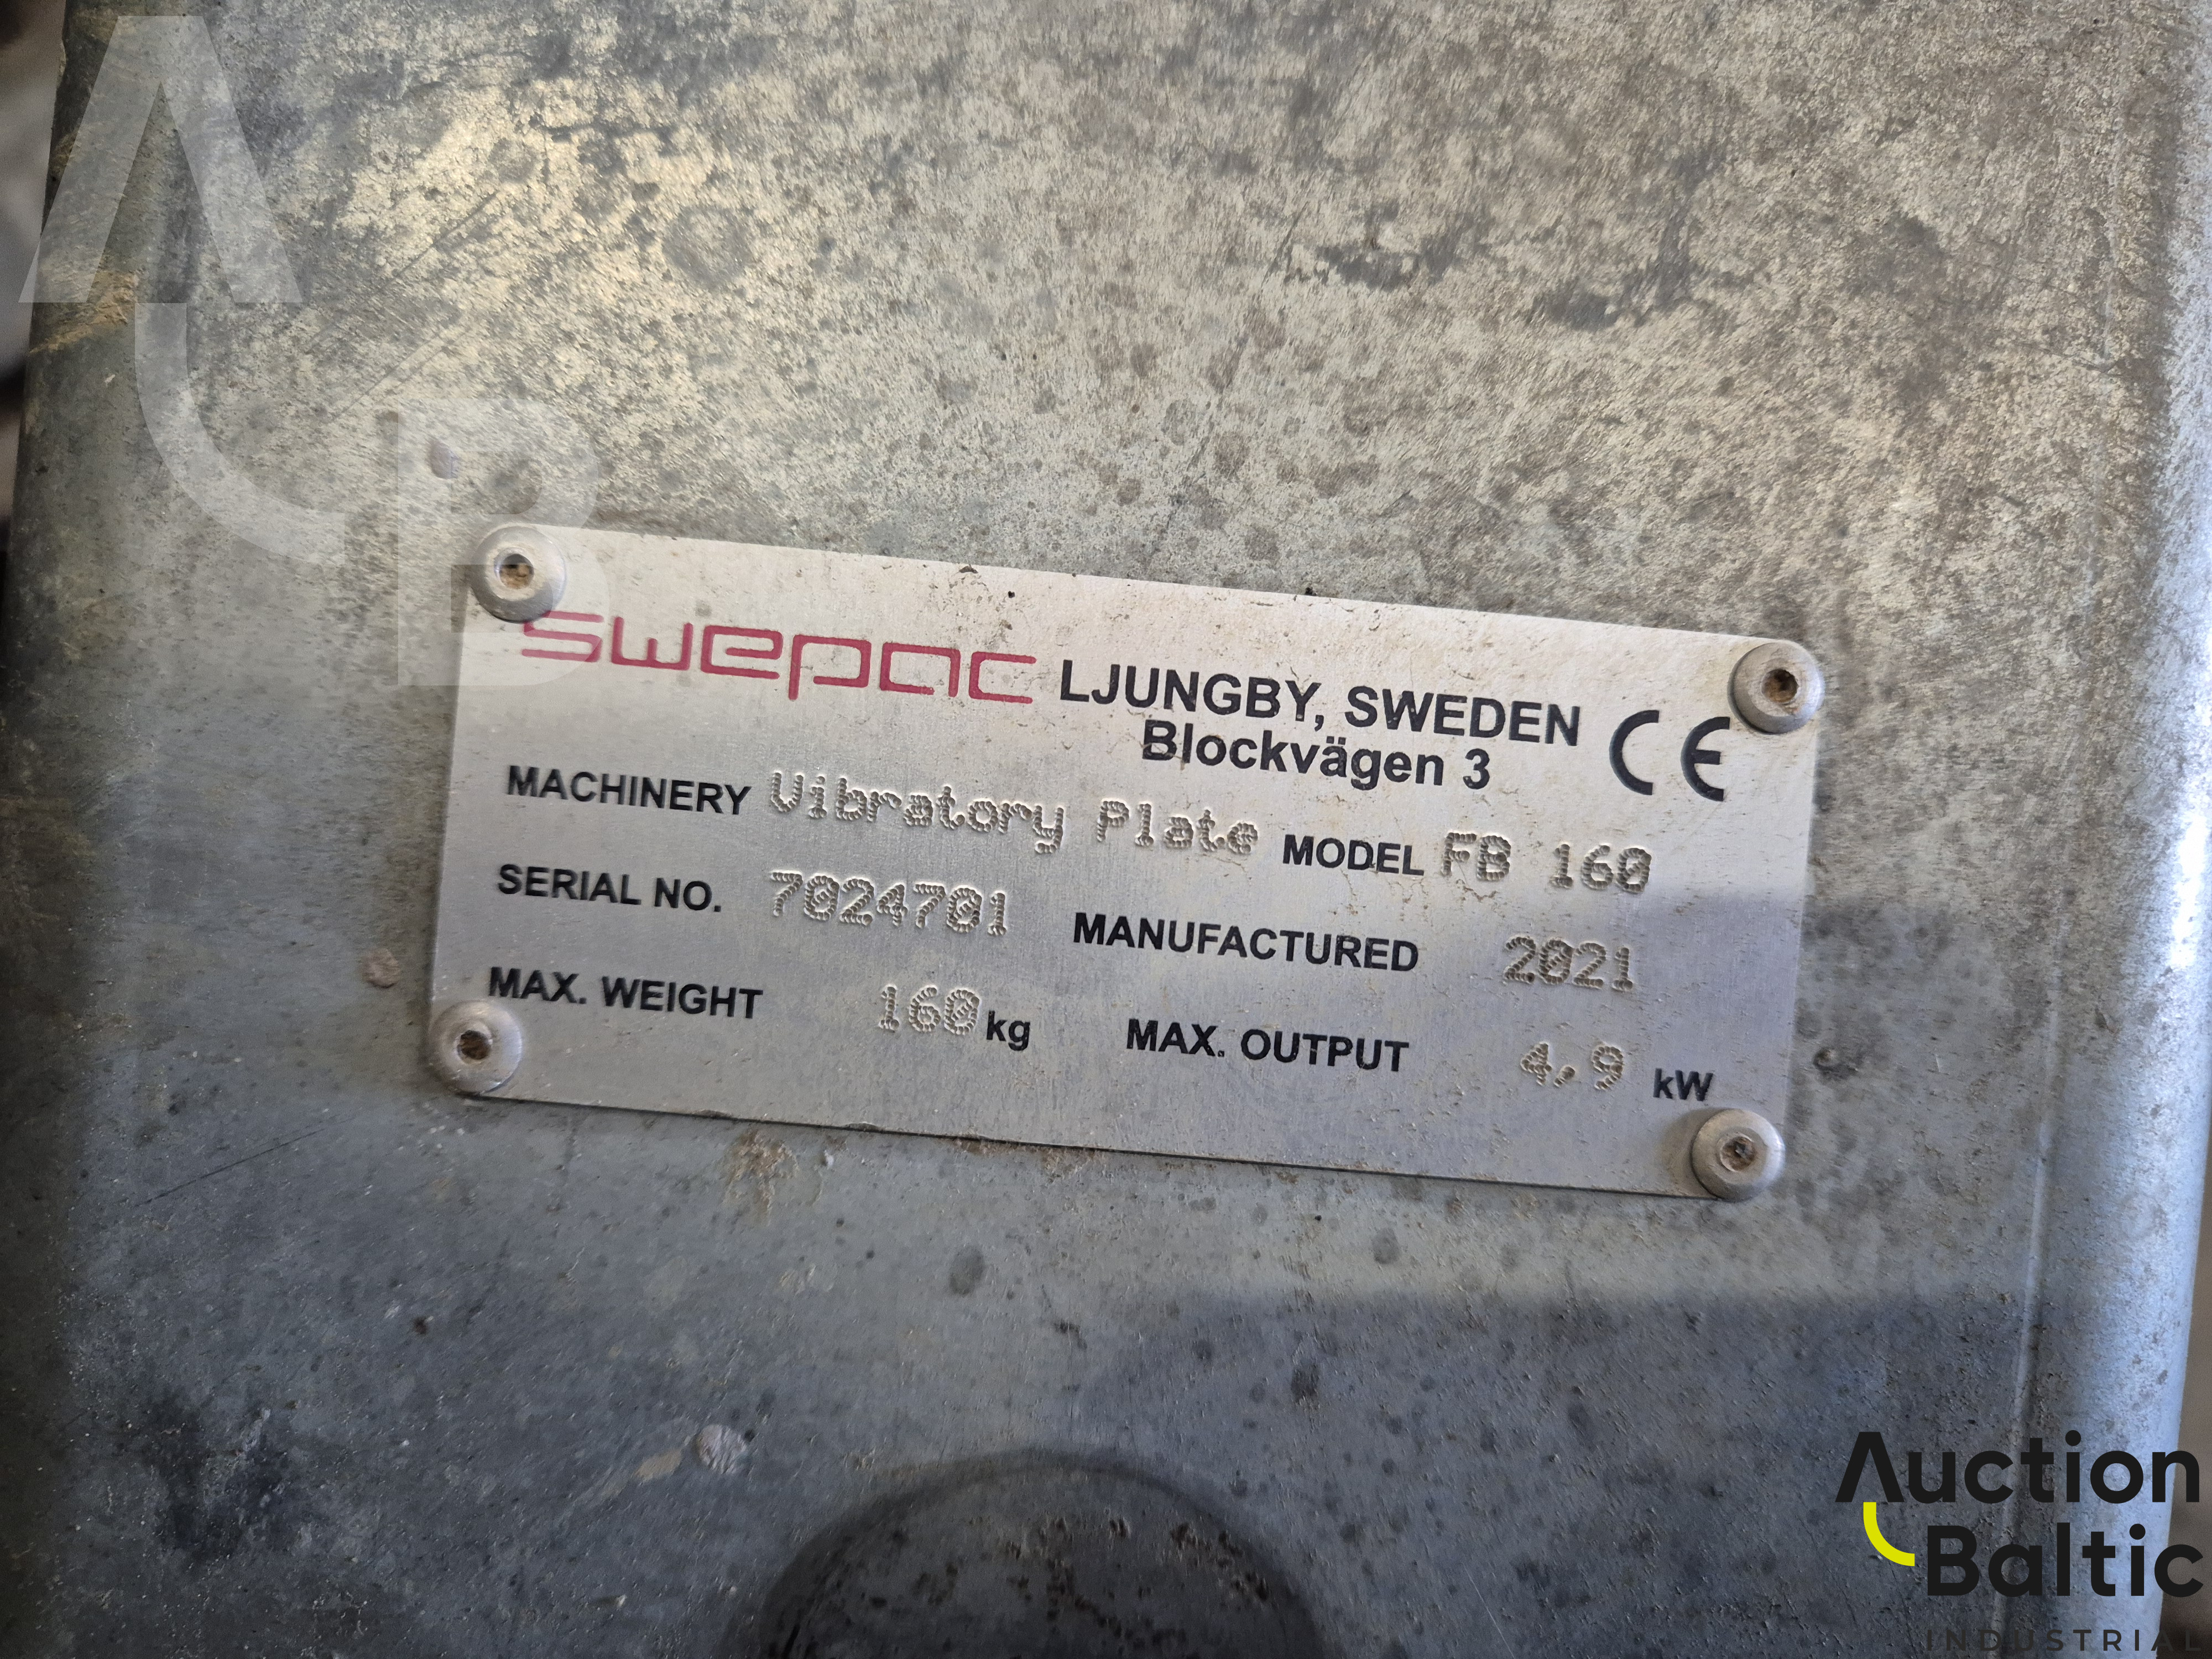 swepac LJUNGBY, SWEDEN CE
Blockvägen 3
MACHINERY Vibratory Plate MODEL FB 160
SERIAL NO. 7024701 MANUFACTURED 2021
MAX. WEIGHT 160 kg MAX. OUTPUT 4,9 kW
AB
Auction
Baltic
INDUSTRIAL